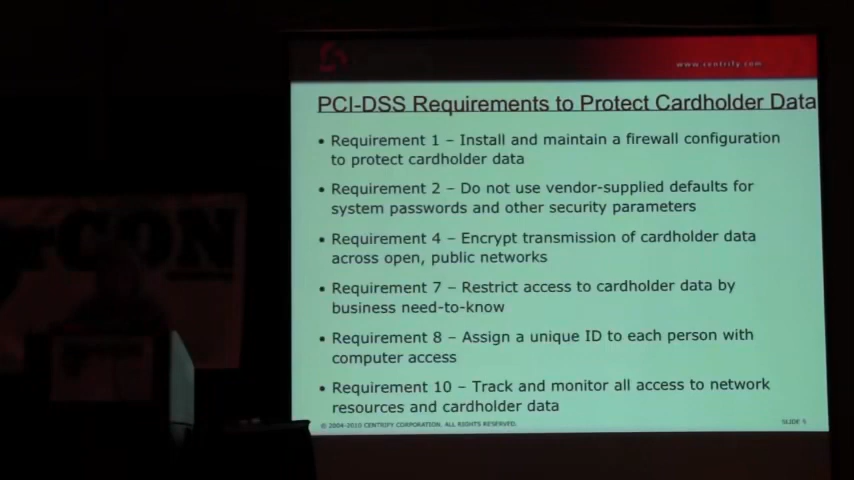 www.centrify.com
PCI-DSS Requirements to Protect Cardholder Data
• Requirement 1 – Install and maintain a firewall configuration
to protect cardholder data
• Requirement 2 – Do not use vendor-supplied defaults for
system passwords and other security parameters
• Requirement 4 – Encrypt transmission of cardholder data
across open, public networks
• Requirement 7 – Restrict access to cardholder data by
business need-to-know
• Requirement 8 – Assign a unique ID to each person with
computer access
• Requirement 10 – Track and monitor all access to network
resources and cardholder data
© 2004-2010 CENTRIFY CORPORATION. ALL RIGHTS RESERVED.
SLIDE 5